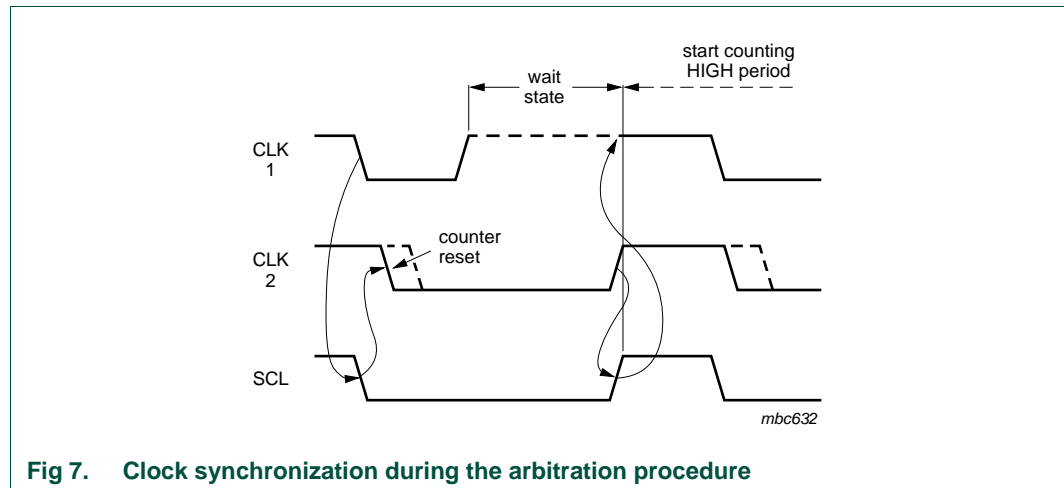 start counting
HIGH period
wait
state
CLK
1
counter
reset
CLK
2
SCL
mbc632
Fig 7. Clock synchronization during the arbitration procedure